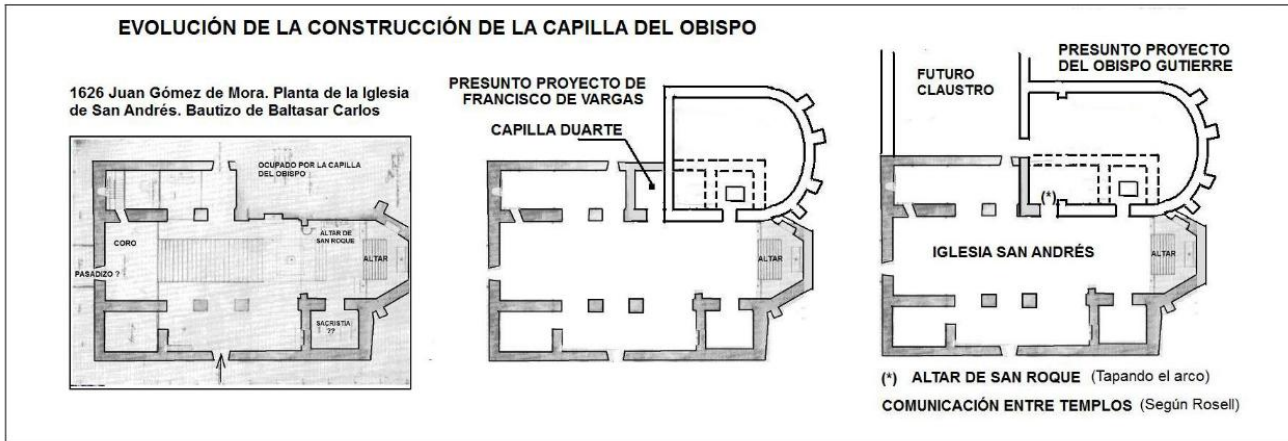 EVOLUCIÓN DE LA CONSTRUCCIÓN DE LA CAPILLA DEL OBISPO
1626 Juan Gómez de Mora. Planta de la Iglesia
de San Andrés. Bautizo de Baltasar Carlos
OCUPADO POR LA CAPILLA
DEL OBISPO
CORO
ALTAR DE
SAN ROQUE
ALTAR
PASADIZO ?
SACRISTIA
??
PRESUNTO PROYECTO DE
FRANCISCO DE VARGAS
CAPILLA DUARTE
ALTAR
FUTURO
CLAUSTRO
PRESUNTO PROYECTO
DEL OBISPO GUTIERRE
(*)
IGLESIA SAN ANDRÉS
ALTAR
(*) ALTAR DE SAN ROQUE (Tapando el arco)
COMUNICACIÓN ENTRE TEMPLOS (Según Rosell)